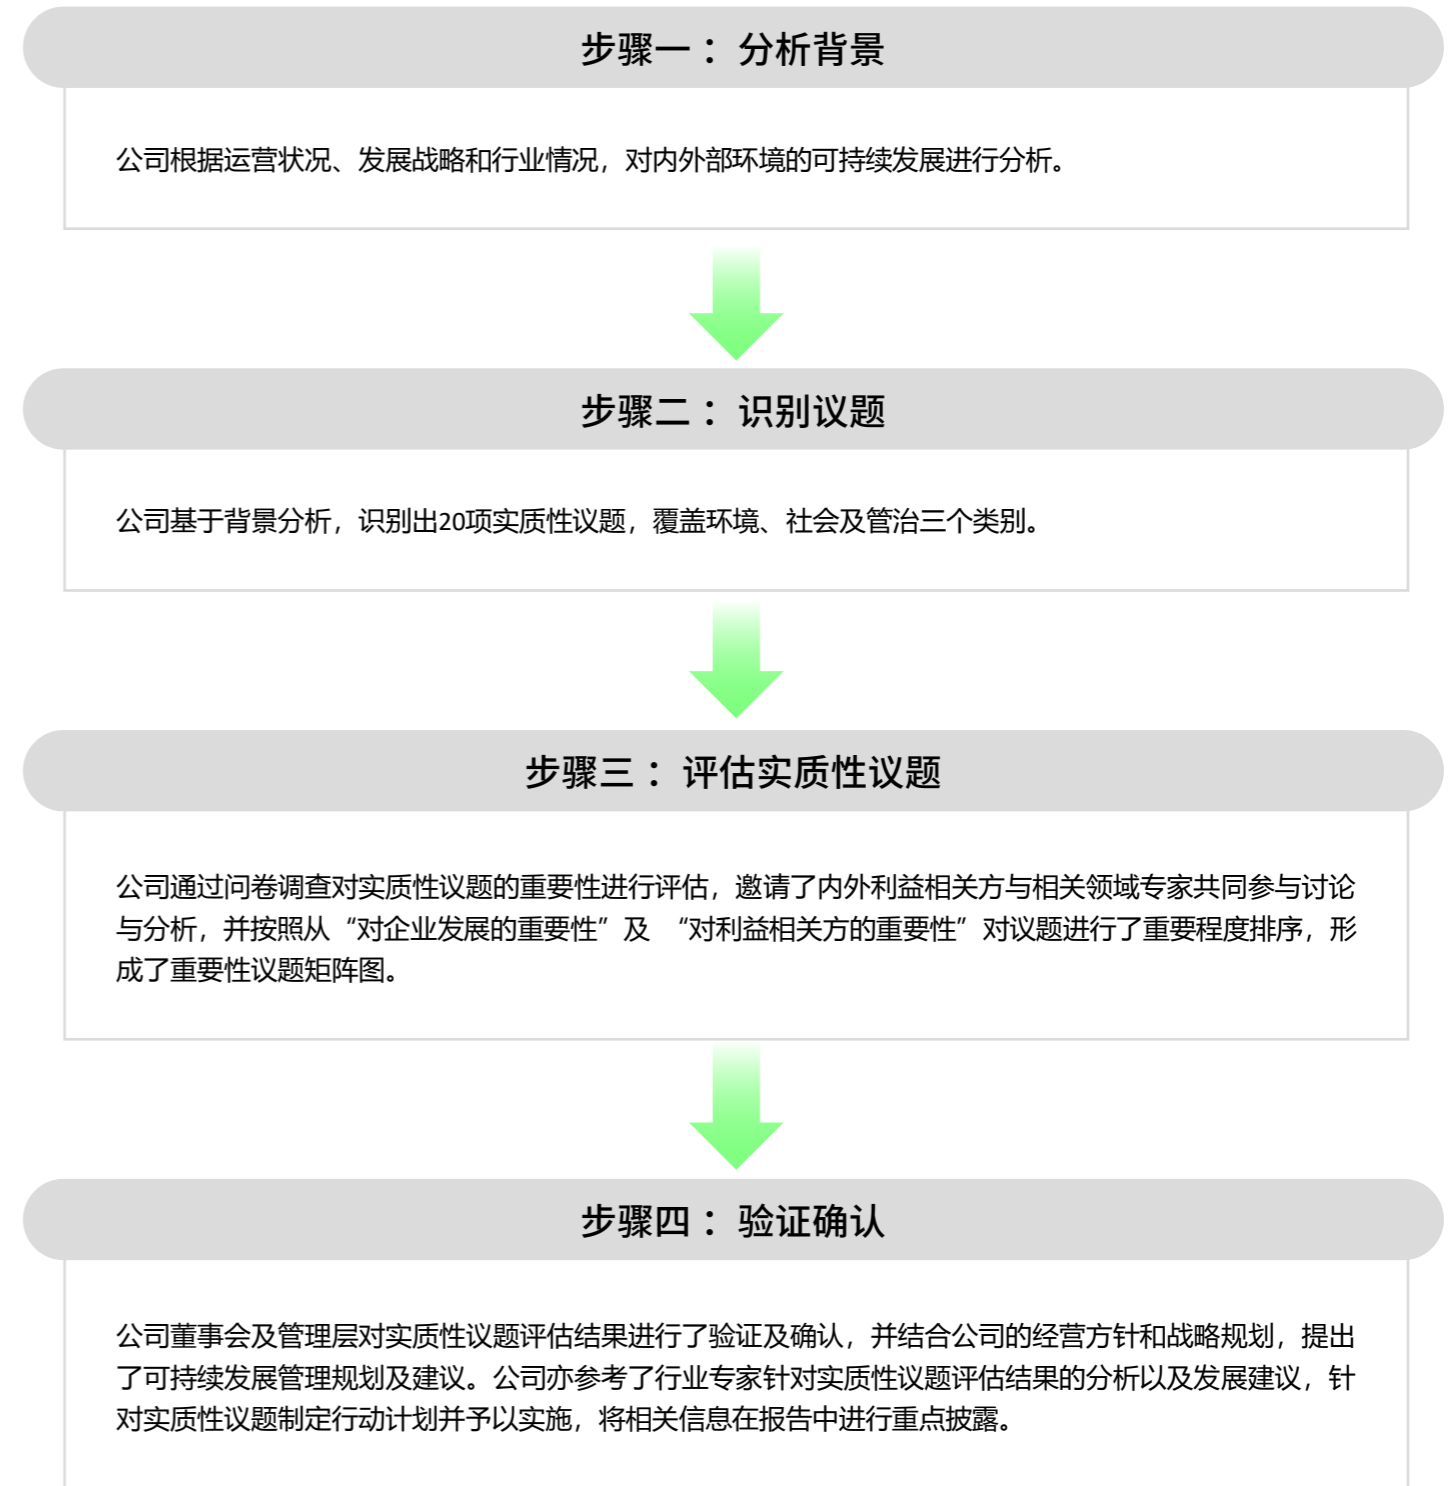 步骤一：分析背景
公司根据运营状况、发展战略和行业情况，对内外部环境的可持续发展进行分析。
步骤二：识别议题
公司基于背景分析，识别出20项实质性议题，覆盖环境、社会及管治三个类别。
步骤三：评估实质性议题
公司通过问卷调查对实质性议题的重要性进行评估，邀请了内外利益相关方与相关领域专家共同参与讨论
与分析，并按照从“对企业发展的重要性”及 “对利益相关方的重要性”对议题进行了重要程度排序，形
成了重要性议题矩阵图。
步骤四：验证确认
公司董事会及管理层对实质性议题评估结果进行了验证及确认，并结合公司的经营方针和战略规划，提出
了可持续发展管理规划及建议。公司亦参考了行业专家针对实质性议题评估结果的分析以及发展建议，针
对实质性议题制定行动计划并予以实施，将相关信息在报告中进行重点披露。